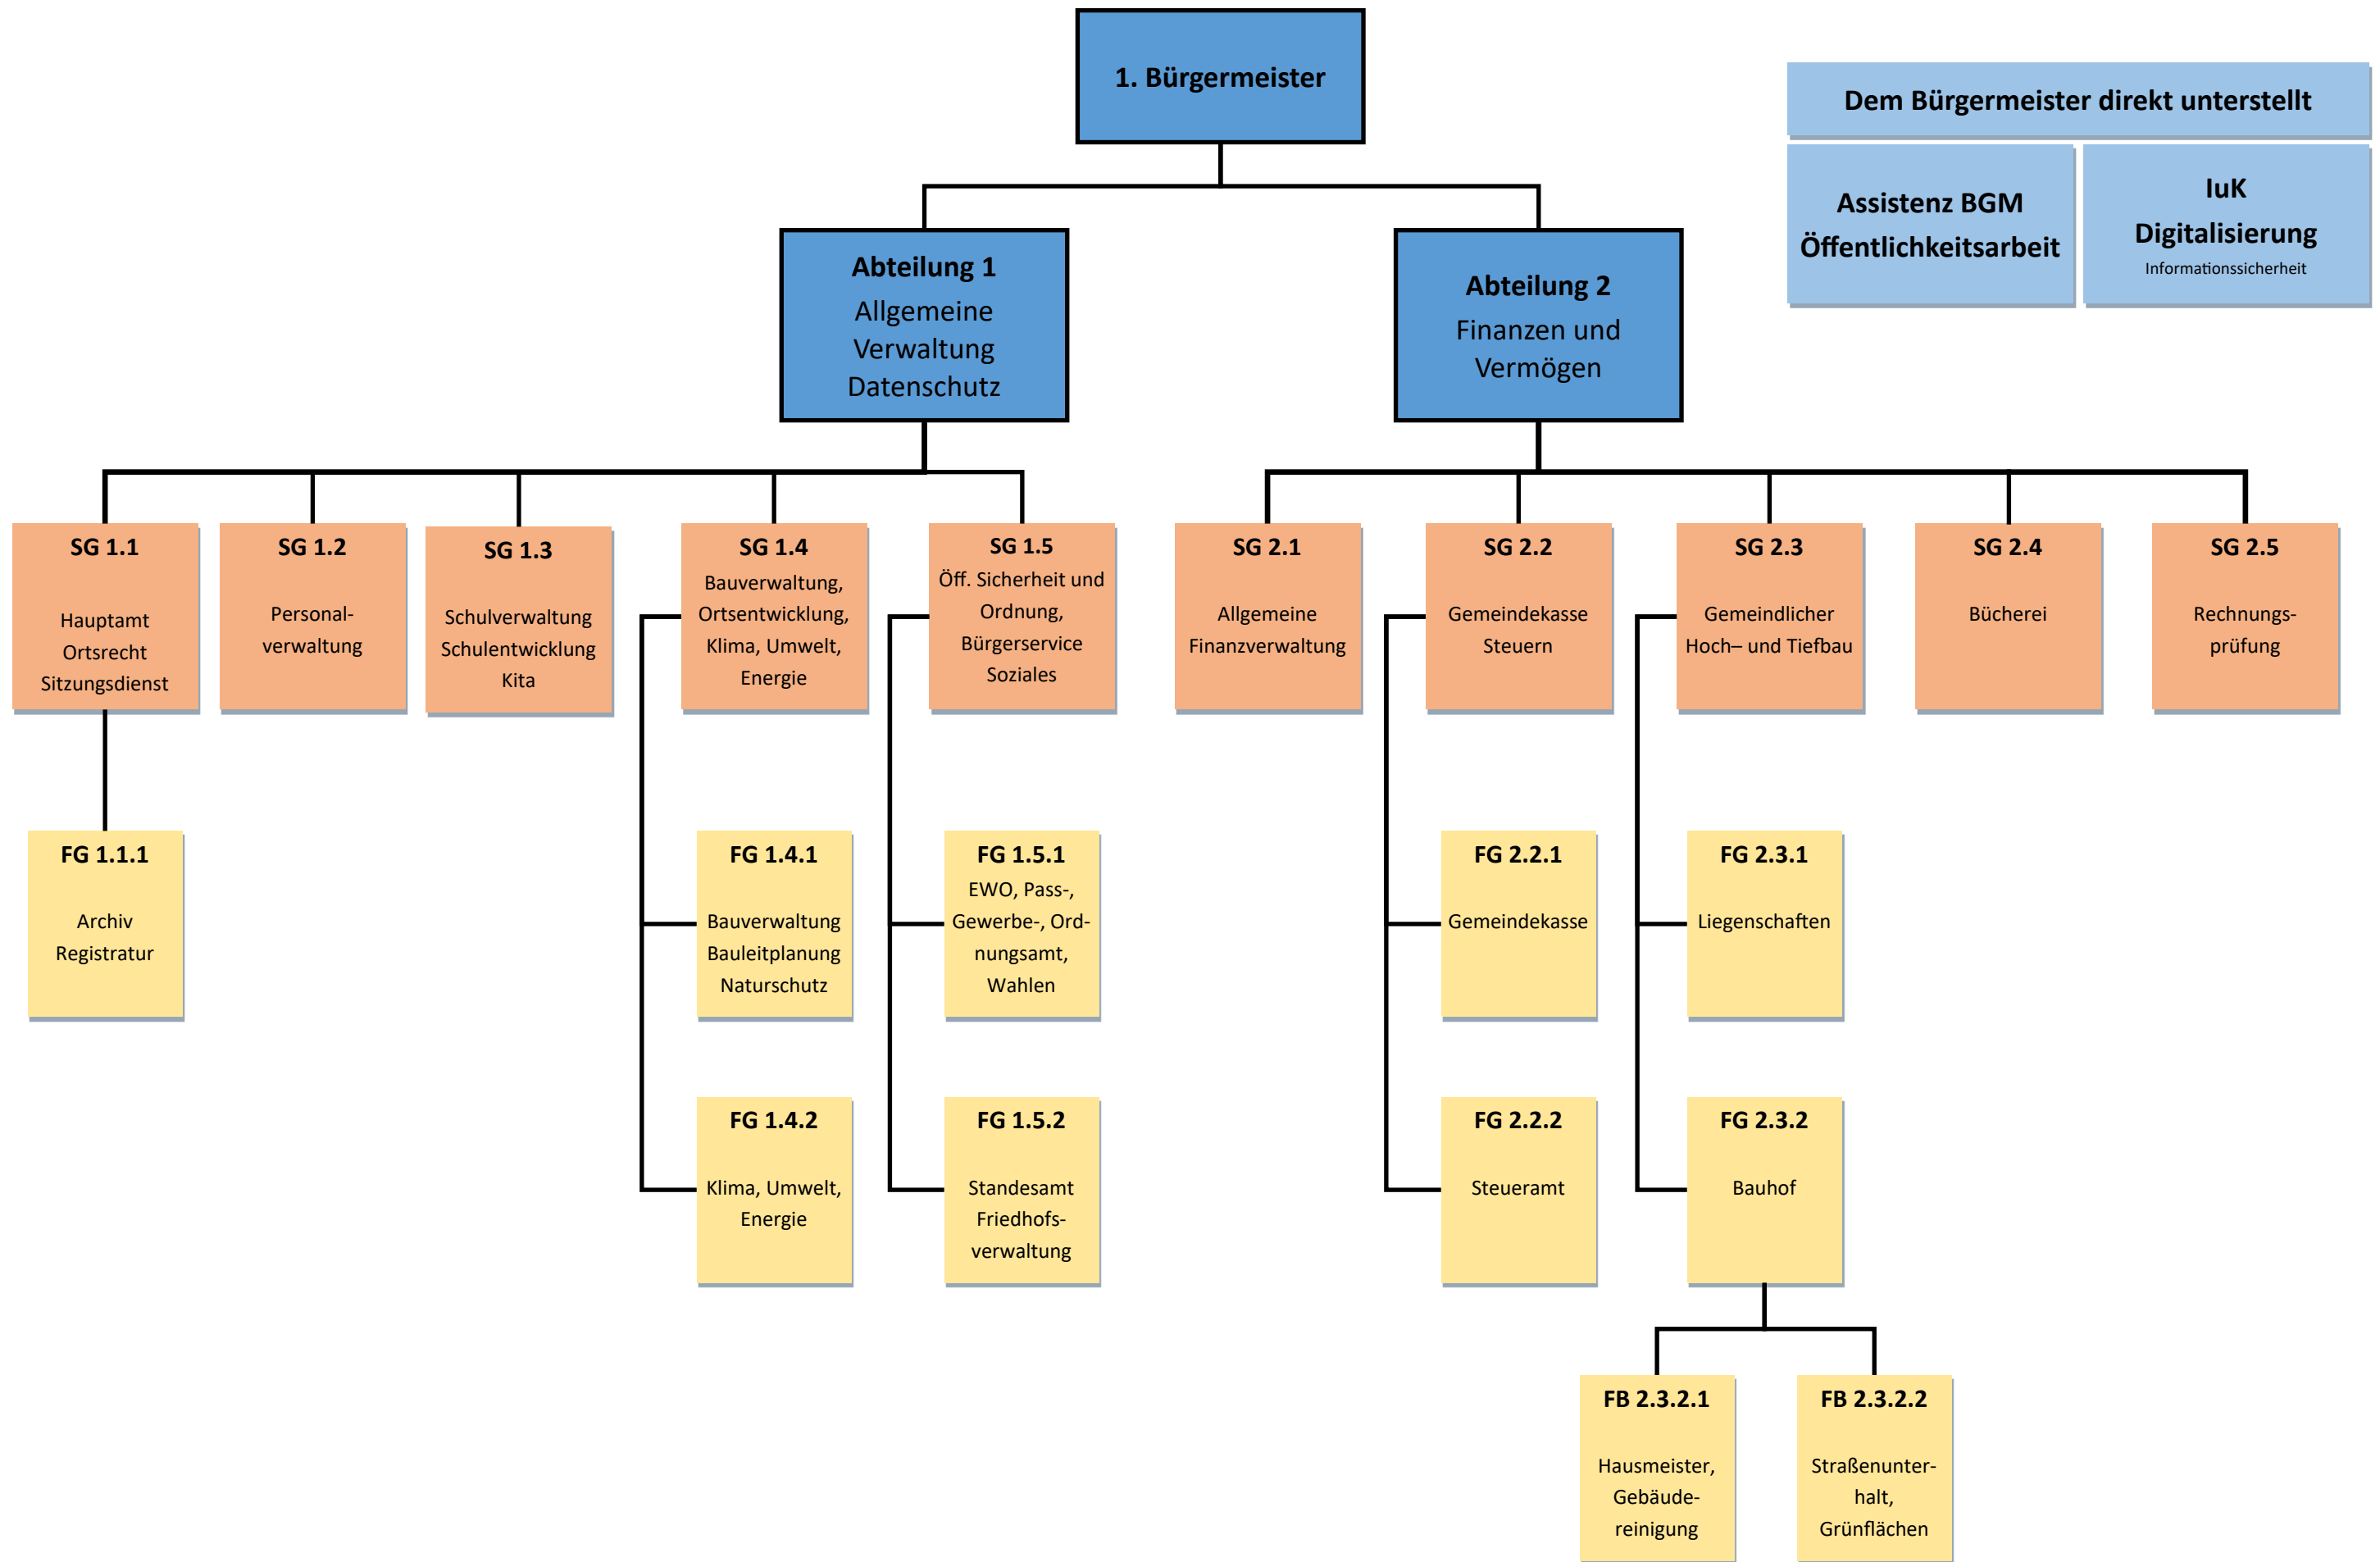 1. Bürgermeister
Dem Bürgermeister direkt unterstellt
Assistenz BGM
Öffentlichkeitsarbeit
IuK
Digitalisierung
Informationssicherheit
Abteilung 1
Allgemeine
Verwaltung
Datenschutz
Abteilung 2
Finanzen und
Vermögen
SG 1.1
Hauptamt
Ortsrecht
Sitzungsdienst
SG 1.2
Personal-
verwaltung
SG 1.3
Schulverwaltung
Schulentwicklung
Kita
SG 1.4
Bauverwaltung,
Ortsentwicklung,
Klima, Umwelt,
Energie
SG 1.5
Öff. Sicherheit und
Ordnung,
Bürgerservice
Soziales
SG 2.1
Allgemeine
Finanzverwaltung
SG 2.2
Gemeindekasse
Steuern
SG 2.3
Gemeindlicher
Hoch– und Tiefbau
SG 2.4
Bücherei
SG 2.5
Rechnungs-
prüfung
FG 1.1.1
Archiv
Registratur
FG 1.4.1
Bauverwaltung
Bauleitplanung
Naturschutz
FG 1.5.1
EWO, Pass-,
Gewerbe-, Ord-
nungsamt,
Wahlen
FG 2.2.1
Gemeindekasse
FG 2.3.1
Liegenschaften
FG 1.4.2
Klima, Umwelt,
Energie
FG 1.5.2
Standesamt
Friedhofs-
verwaltung
FG 2.2.2
Steueramt
FG 2.3.2
Bauhof
FB 2.3.2.1
Hausmeister,
Gebäude-
reinigung
FB 2.3.2.2
Straßenunter-
halt,
Grünflächen